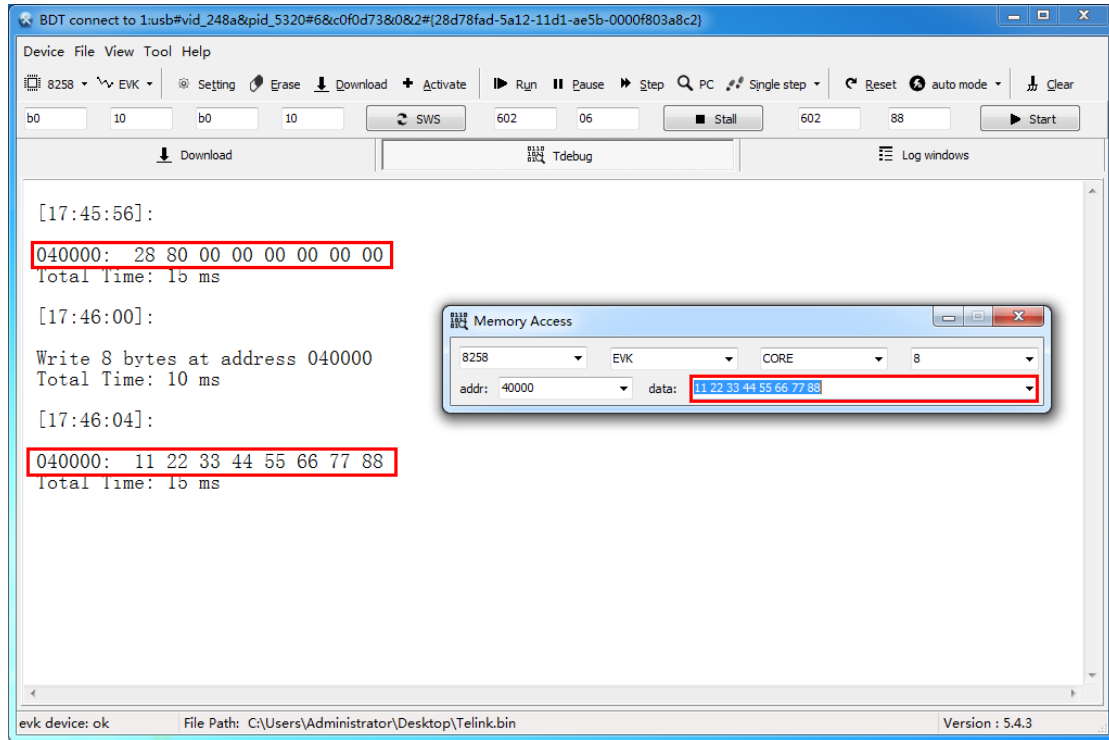 BDT connect to 1:usb#vid_248a&pid_5320#6&c0f0d73&0&2#{28d78fad-5a12-11d1-ae5b-0000f803a8c2}
Device File View Tool Help
8258 EVK Setting Erase Download Activate Run Pause Step PC Single step Reset auto mode Clear
b0 10 b0 10 SWS 602 06 Stall 602 88 Start
Download Tdebug Log windows
[17:45:56]:
040000: 28 80 00 00 00 00 00 00
Total Time: 15 ms
[17:46:00]:
Write 8 bytes at address 040000
Total Time: 10 ms
[17:46:04]:
040000: 11 22 33 44 55 66 77 88
Total Time: 15 ms
Memory Access
8258 EVK CORE 8
addr: 40000 data: 11 22 33 44 55 66 77 88
evk device: ok File Path: C:\Users\Administrator\Desktop\Telink.bin Version : 5.4.3